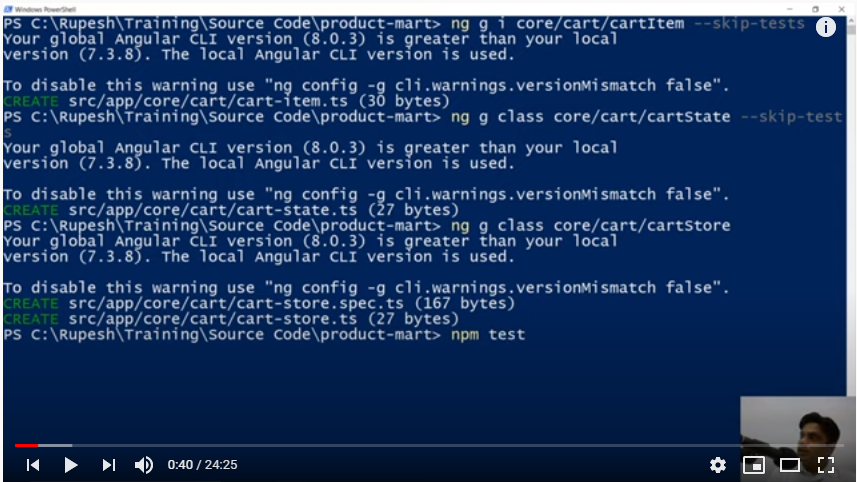 Windows PowerShell
PS C:\Rupesh\Training\Source Code\product-mart> ng g i core/cart/cartItem --skip-tests
Your global Angular CLI version (8.0.3) is greater than your local
version (7.3.8). The local Angular CLI version is used.
To disable this warning use "ng config -g cli.warnings.versionMismatch false".
CREATE src/app/core/cart/cart-item.ts (30 bytes)
PS C:\Rupesh\Training\Source Code\product-mart> ng g class core/cart/cartState --skip-test
s
Your global Angular CLI version (8.0.3) is greater than your local
version (7.3.8). The local Angular CLI version is used.
To disable this warning use "ng config -g cli.warnings.versionMismatch false".
CREATE src/app/core/cart/cart-state.ts (27 bytes)
PS C:\Rupesh\Training\Source Code\product-mart> ng g class core/cart/cartStore
Your global Angular CLI version (8.0.3) is greater than your local
version (7.3.8). The local Angular CLI version is used.
To disable this warning use "ng config -g cli.warnings.versionMismatch false".
CREATE src/app/core/cart/cart-store.spec.ts (167 bytes)
CREATE src/app/core/cart/cart-store.ts (27 bytes)
PS C:\Rupesh\Training\Source Code\product-mart> npm test
0:40 / 24:25